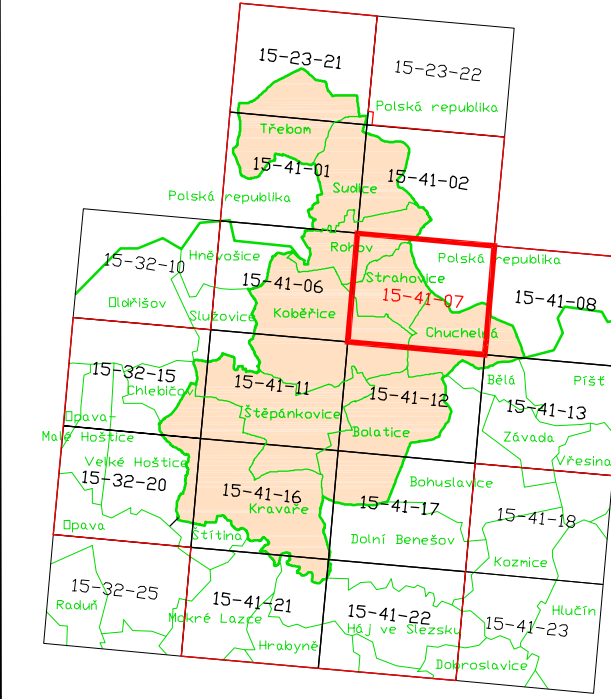 15-23-21
15-23-22
Polská republika
Třebom
15-41-01
15-41-02
Sudice
Polská republika
Rohov
Hněvošice
Polská republika
15-32-10
15-41-06
Strahovice
15-41-07
15-41-08
Oldřišov
Služovice
Kobeřice
Chuchelná
15-32-15
Chlebičov
15-41-11
15-41-12
Bělá
Píšť
15-41-13
Opava-
Malé Hoštice
Štěpánkovice
Bolatice
Závada
Velké Hoštice
Vřesina
15-32-20
15-41-16
Kravaře
Bohuslavice
15-41-17
15-41-18
Opava
Štítina
Dolní Benešov
Kozmice
15-32-25
Raduň
15-41-21
Mokré Lazce
15-41-22
Háj ve Slezsku
Hlučín
15-41-23
Hrabyně
Dobroslavice